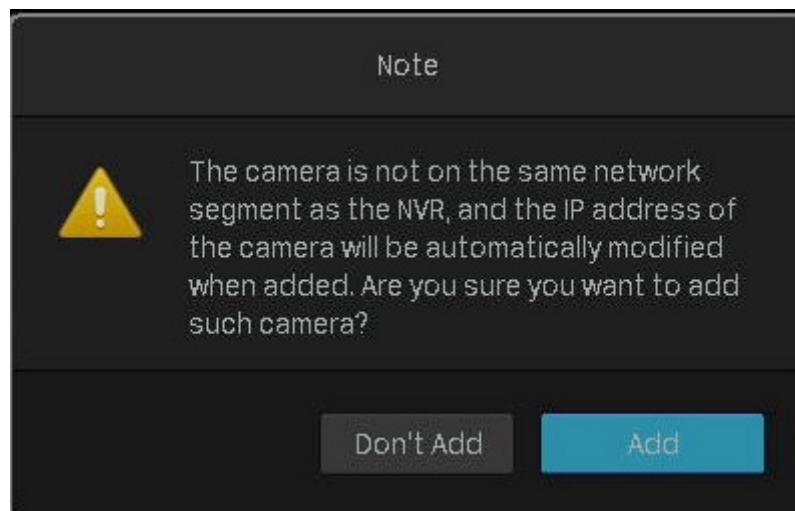 Note
The camera is not on the same network
segment as the NVR, and the IP address of
the camera will be automatically modified
when added. Are you sure you want to add
such camera?
Don't Add
Add